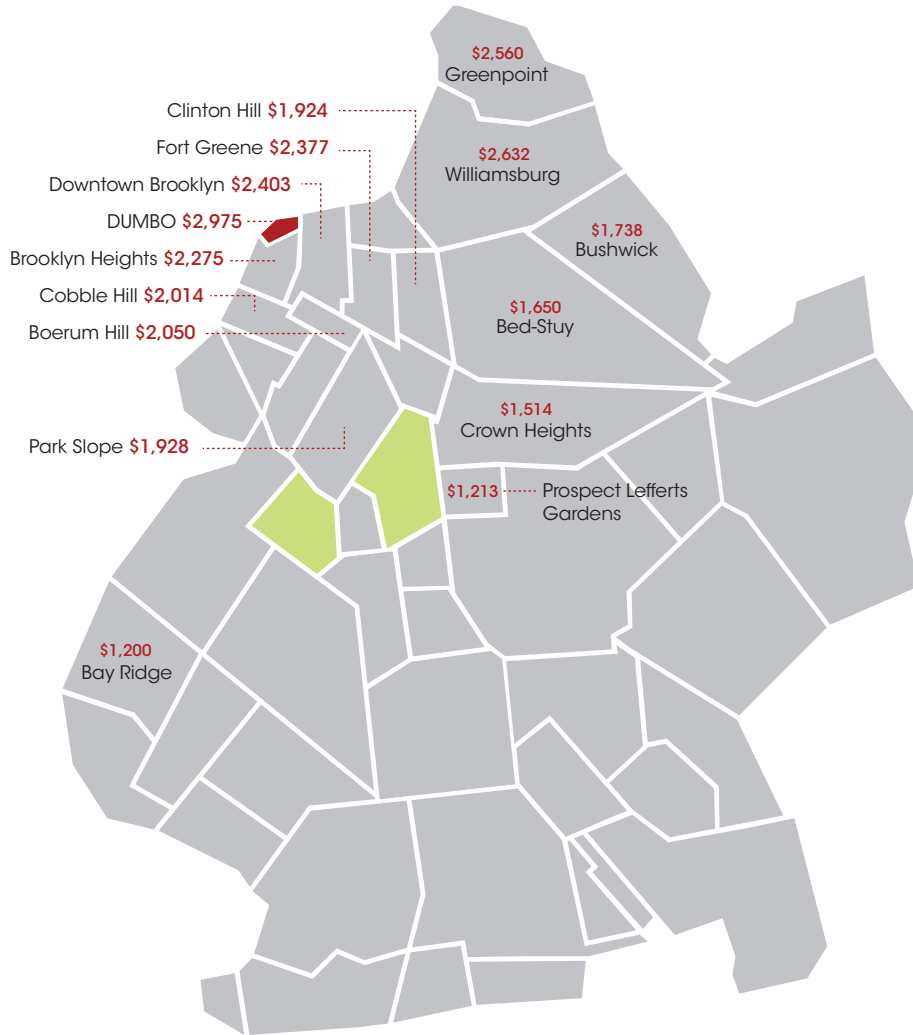 $2,560
Greenpoint
Clinton Hill $1,924
Fort Greene $2,377
$2,632
Williamsburg
Downtown Brooklyn $2,403
DUMBO $2,975
$1,738
Bushwick
Brooklyn Heights $2,275
Cobble Hill $2,014
Boerum Hill $2,050
$1,650
Bed-Stuy
$1,514
Crown Heights
Park Slope $1,928
$1,213 Prospect Lefferts
Gardens
$1,200
Bay Ridge